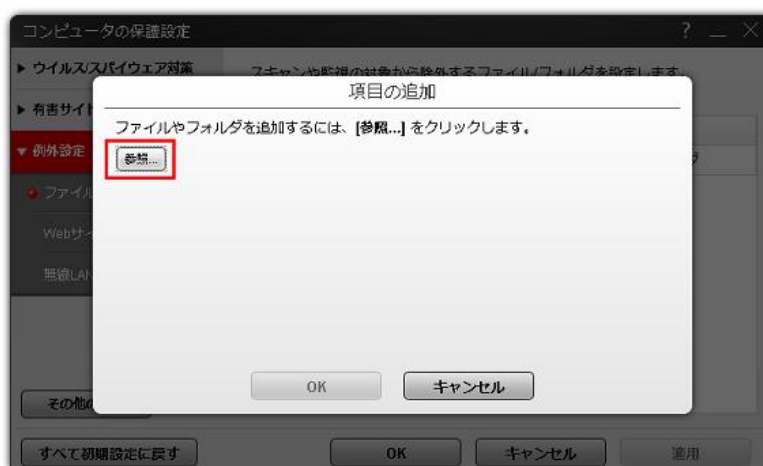 コンピュータの保護設定
? _ ×
ウイルス/スパイウェア対策
スキャンや監視の対象から除外するファイル/フォルダを設定します。
項目の追加
有害サイト
ファイルやフォルダを追加するには、[参照...] をクリックします。
例外設定
参照...
ファイル
Webサイ
無線LAN
OK
キャンセル
その他の
すべて初期設定に戻す
OK
キャンセル
適用